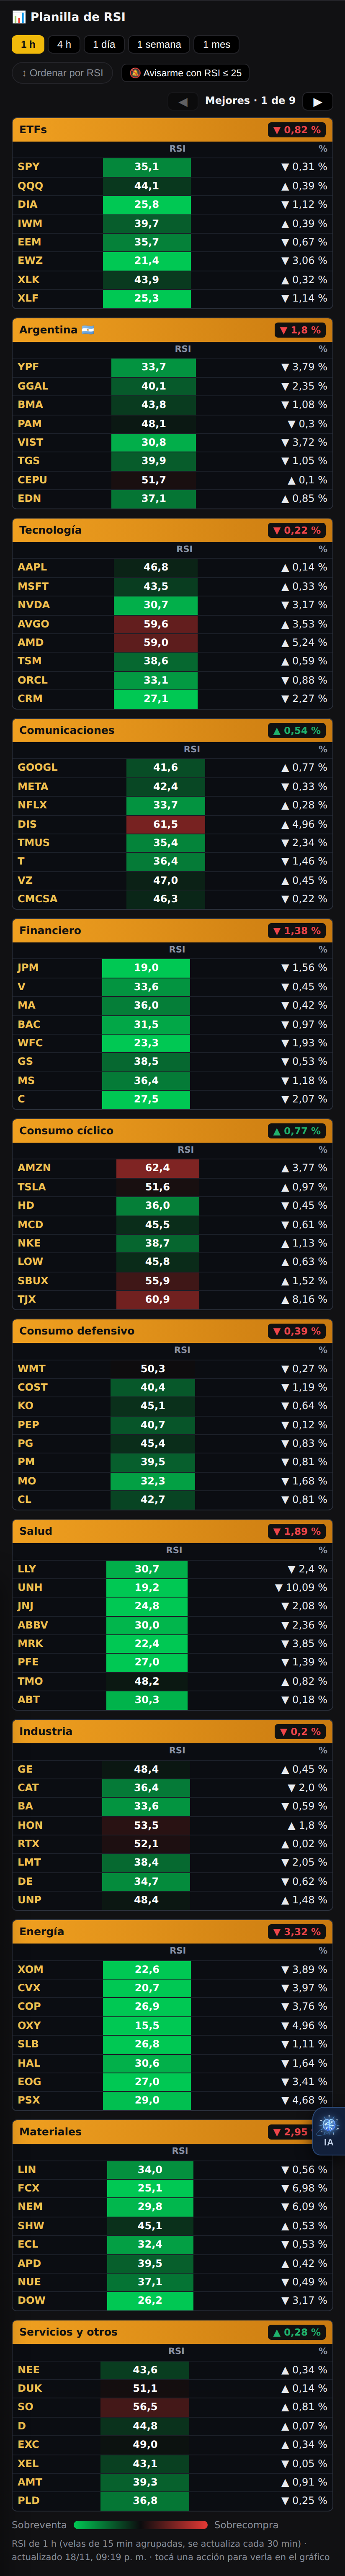 📊 Planilla de RSI
1 h 4 h 1 día 1 semana 1 mes
↕ Ordenar por RSI 🔕 Avisarme con RSI ≤ 25
◀ Mejores · 1 de 9 ▶
ETFs ▼ 0,82 %
RSI %
SPY 35,1 ▼ 0,31 %
QQQ 44,1 ▲ 0,39 %
DIA 25,8 ▼ 1,12 %
IWM 39,7 ▲ 0,39 %
EEM 35,7 ▼ 0,67 %
EWZ 21,4 ▼ 3,06 %
XLK 43,9 ▲ 0,32 %
XLF 25,3 ▼ 1,14 %
Argentina 🇦🇷 ▼ 1,8 %
RSI %
YPF 33,7 ▼ 3,79 %
GGAL 40,1 ▼ 2,35 %
BMA 43,8 ▼ 1,08 %
PAM 48,1 ▼ 0,3 %
VIST 30,8 ▼ 3,72 %
TGS 39,9 ▼ 1,05 %
CEPU 51,7 ▲ 0,1 %
EDN 37,1 ▲ 0,85 %
Tecnología ▼ 0,22 %
RSI %
AAPL 46,8 ▲ 0,14 %
MSFT 43,5 ▲ 0,33 %
NVDA 30,7 ▼ 3,17 %
AVGO 59,6 ▲ 3,53 %
AMD 59,0 ▲ 5,24 %
TSM 38,6 ▲ 0,59 %
ORCL 33,1 ▼ 0,88 %
CRM 27,1 ▼ 2,27 %
Comunicaciones ▲ 0,54 %
RSI %
GOOGL 41,6 ▲ 0,77 %
META 42,4 ▼ 0,33 %
NFLX 33,7 ▲ 0,28 %
DIS 61,5 ▲ 4,96 %
TMUS 35,4 ▼ 2,34 %
T 36,4 ▼ 1,46 %
VZ 47,0 ▲ 0,45 %
CMCSA 46,3 ▼ 0,22 %
Financiero ▼ 1,38 %
RSI %
JPM 19,0 ▼ 1,56 %
V 33,6 ▼ 0,45 %
MA 36,0 ▼ 0,42 %
BAC 31,5 ▼ 0,97 %
WFC 23,3 ▼ 1,93 %
GS 38,5 ▼ 0,53 %
MS 36,4 ▼ 1,18 %
C 27,5 ▼ 2,07 %
Consumo cíclico ▲ 0,77 %
RSI %
AMZN 62,4 ▲ 3,77 %
TSLA 51,6 ▲ 0,97 %
HD 36,0 ▼ 0,45 %
MCD 45,5 ▼ 0,61 %
NKE 38,7 ▲ 1,13 %
LOW 45,8 ▲ 0,63 %
SBUX 55,9 ▲ 1,52 %
TJX 60,9 ▲ 8,16 %
Consumo defensivo ▼ 0,39 %
RSI %
WMT 50,3 ▼ 0,27 %
COST 40,4 ▼ 1,19 %
KO 45,1 ▼ 0,64 %
PEP 40,7 ▼ 0,12 %
PG 45,4 ▼ 0,83 %
PM 39,5 ▼ 0,81 %
MO 32,3 ▼ 1,68 %
CL 42,7 ▼ 0,81 %
Salud ▼ 1,89 %
RSI %
LLY 30,7 ▼ 2,4 %
UNH 19,2 ▼ 10,09 %
JNJ 24,8 ▼ 2,08 %
ABBV 30,0 ▼ 2,36 %
MRK 22,4 ▼ 3,85 %
PFE 27,0 ▼ 1,39 %
TMO 48,2 ▲ 0,82 %
ABT 30,3 ▼ 0,18 %
Industria ▼ 0,2 %
RSI %
GE 48,4 ▲ 0,45 %
CAT 36,4 ▼ 2,0 %
BA 33,6 ▼ 0,59 %
HON 53,5 ▲ 1,8 %
RTX 52,1 ▲ 0,02 %
LMT 38,4 ▼ 2,05 %
DE 34,7 ▼ 0,62 %
UNP 48,4 ▲ 1,48 %
Energía ▼ 3,32 %
RSI %
XOM 22,6 ▼ 3,89 %
CVX 20,7 ▼ 3,97 %
COP 26,9 ▼ 3,76 %
OXY 15,5 ▼ 4,96 %
SLB 26,8 ▼ 1,11 %
HAL 30,6 ▼ 1,64 %
EOG 27,0 ▼ 3,41 %
PSX 29,0 ▼ 4,68 %
Materiales ▼ 2,95
IA
RSI
LIN 34,0 ▼ 0,56 %
FCX 25,1 ▼ 6,98 %
NEM 29,8 ▼ 6,09 %
SHW 45,1 ▲ 0,53 %
ECL 32,4 ▼ 0,53 %
APD 39,5 ▲ 0,42 %
NUE 37,1 ▼ 0,49 %
DOW 26,2 ▼ 3,17 %
Servicios y otros ▲ 0,28 %
RSI %
NEE 43,6 ▲ 0,34 %
DUK 51,1 ▲ 0,14 %
SO 56,5 ▲ 0,81 %
D 44,8 ▲ 0,07 %
EXC 49,0 ▲ 0,34 %
XEL 43,1 ▼ 0,05 %
AMT 39,3 ▲ 0,91 %
PLD 36,8 ▼ 0,25 %
Sobreventa Sobrecompra
RSI de 1 h (velas de 15 min agrupadas, se actualiza cada 30 min) ·
actualizado 18/11, 09:19 p. m. · tocá una acción para verla en el gráfico